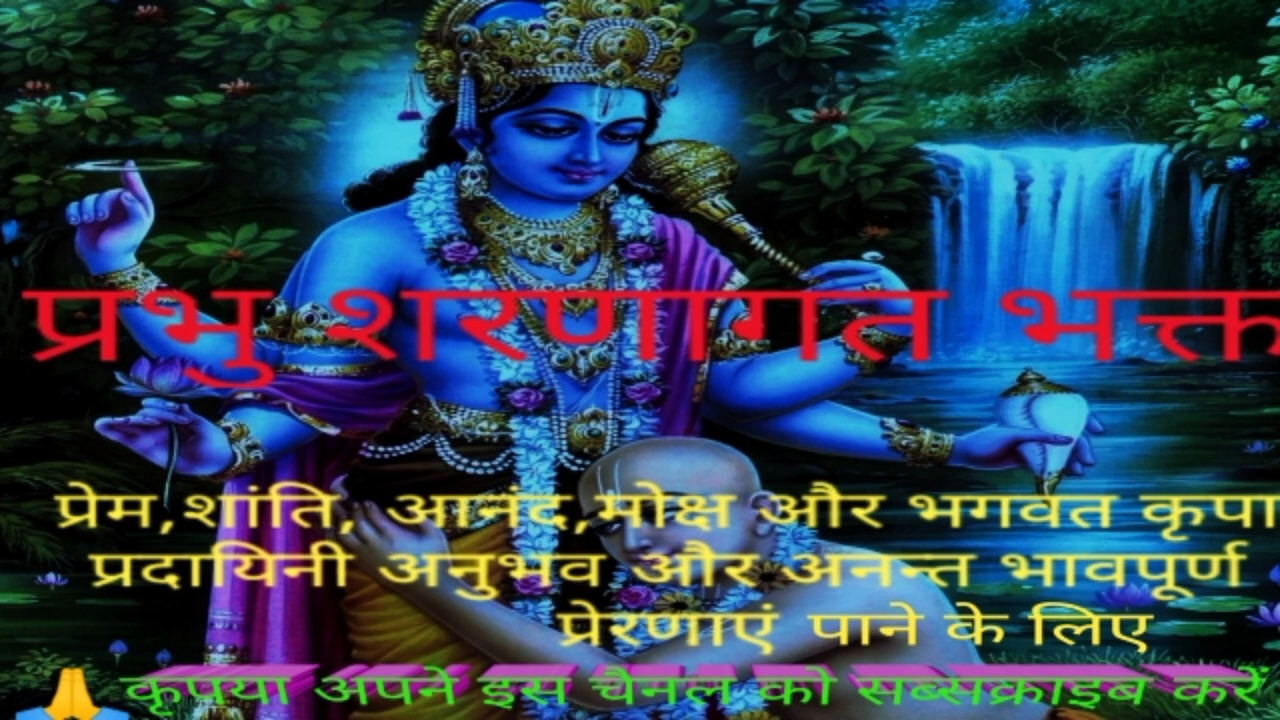 प्रभु शरणागत भक्त
प्रेम,शांति, आनंद,मोक्ष और भगवत कृपा
प्रदायिनी अनुभव और अनन्त भावपूर्ण
प्रेरणाएं पाने के लिए
🙏 कृपया अपने इस चैनल को सब्सक्राइब करें